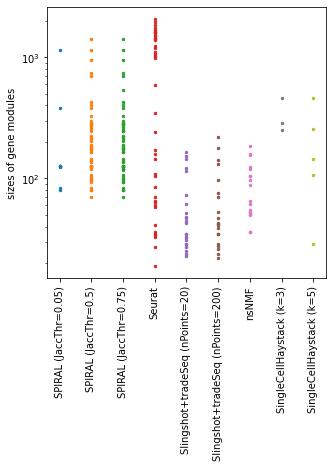 sizes of gene modules
10³
10²
SPIRAL (JaccThr=0.05)
SPIRAL (JaccThr=0.5)
SPIRAL (JaccThr=0.75)
Seurat
Slingshot+tradeSeq (nPoints=20)
Slingshot+tradeSeq (nPoints=200)
nsNMF
SingleCellHaystack (k=3)
SingleCellHaystack (k=5)